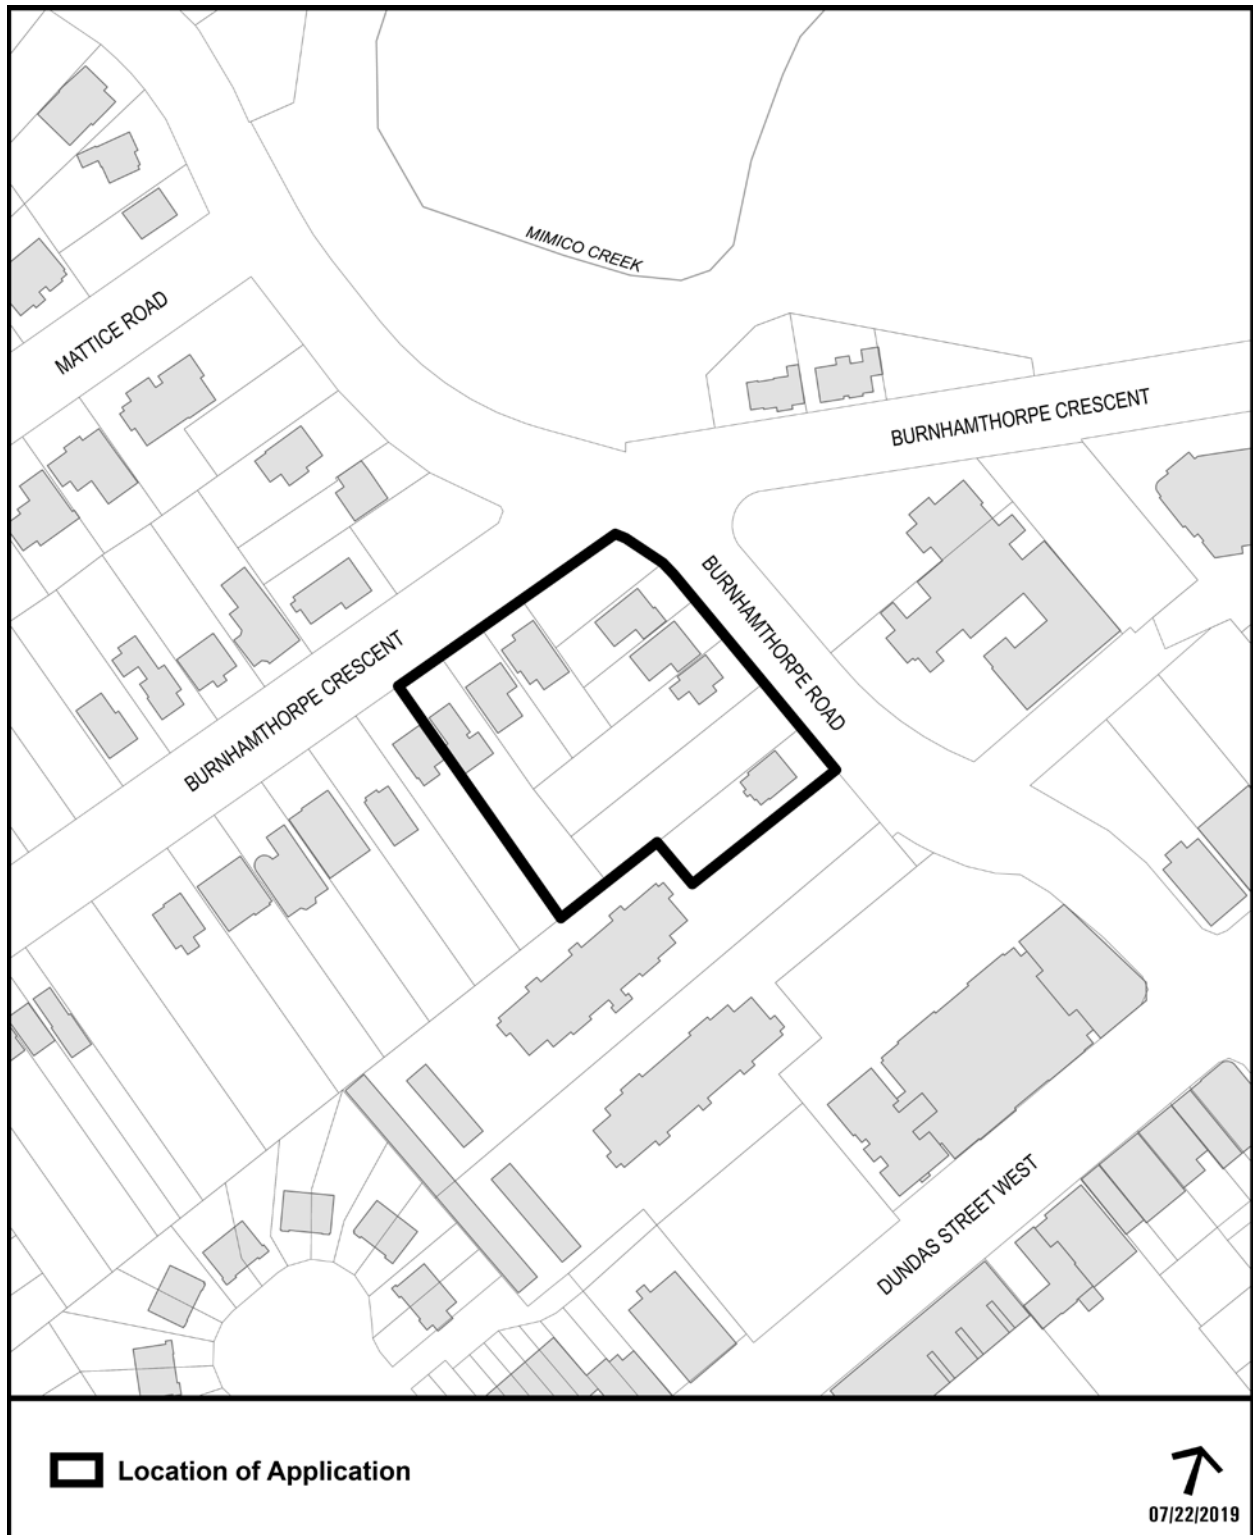 MIMICO CREEK
MATTICE ROAD
BURNHAMTHORPE CRESCENT
BURNHAMTHORPE ROAD
BURNHAMTHORPE CRESCENT
DUNDAS STREET WEST
Location of Application
07/22/2019